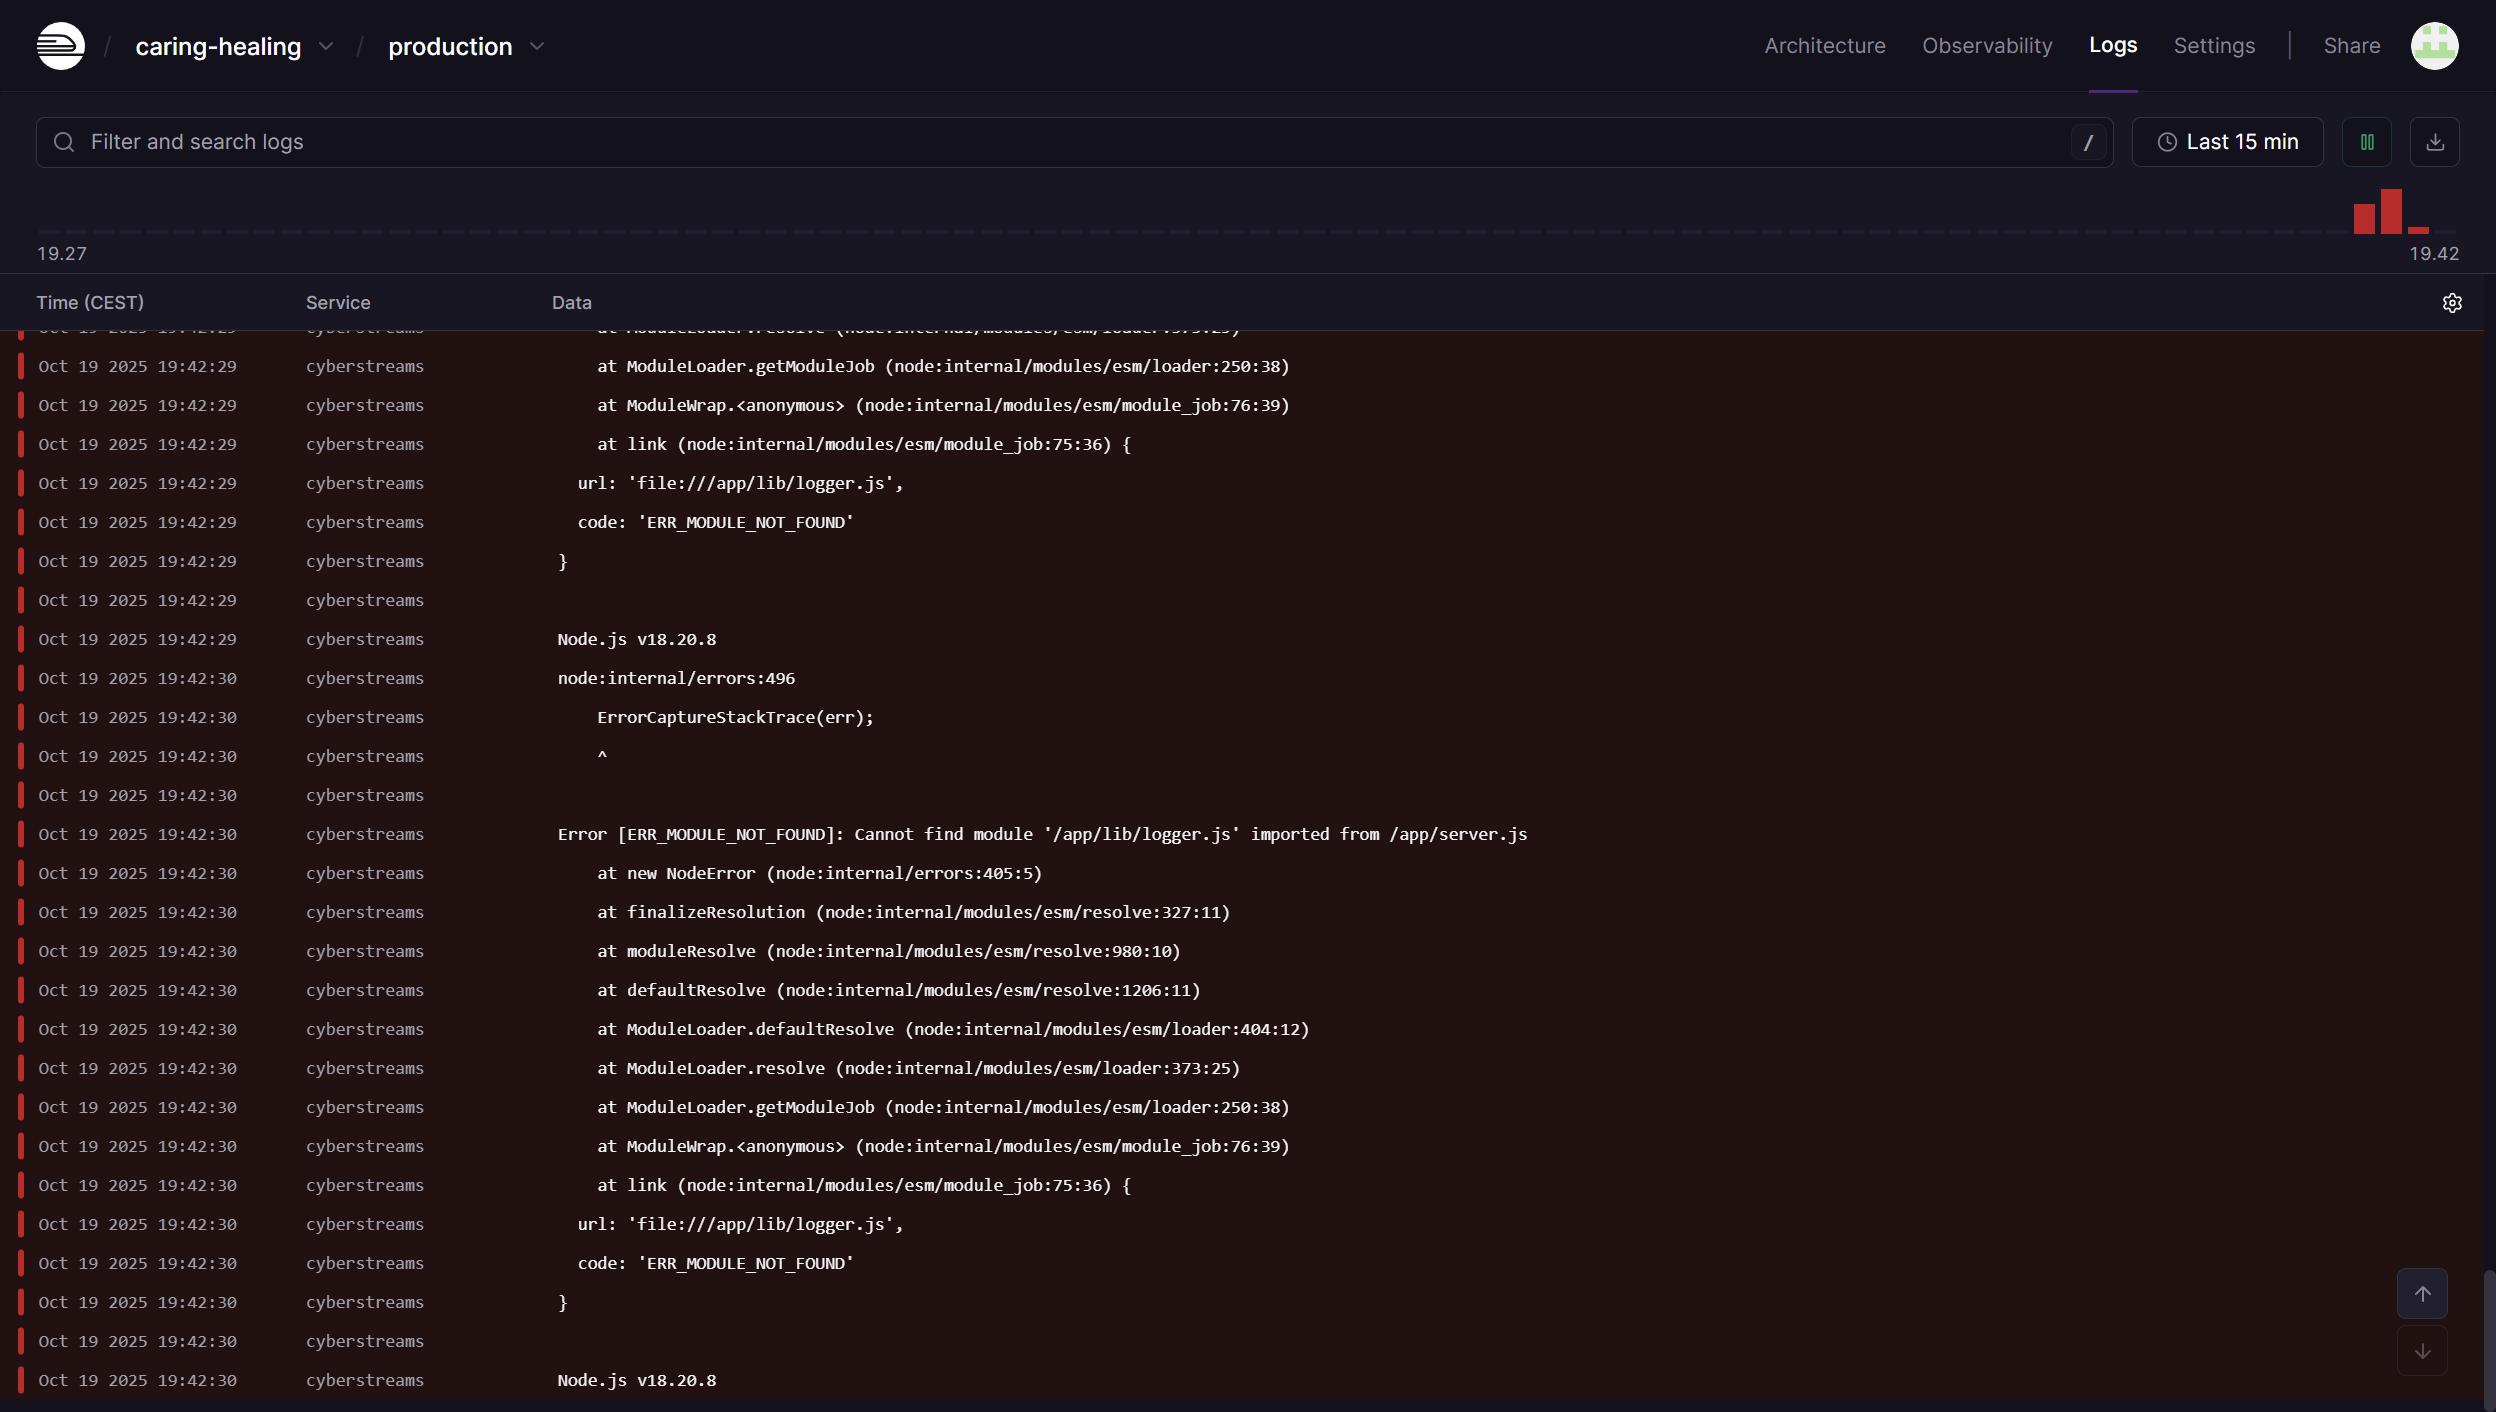 / caring-healing / production Architecture Observability Logs Settings | Share
Filter and search logs / Last 15 min
19.27 19.42
Time (CEST) Service Data
at ModuleLoader.resolve (node:internal/modules/esm/loader:373:25)
Oct 19 2025 19:42:29 cyberstreams at ModuleLoader.getModuleJob (node:internal/modules/esm/loader:250:38)
Oct 19 2025 19:42:29 cyberstreams at ModuleWrap.<anonymous> (node:internal/modules/esm/module_job:76:39)
Oct 19 2025 19:42:29 cyberstreams at link (node:internal/modules/esm/module_job:75:36) {
Oct 19 2025 19:42:29 cyberstreams url: 'file:///app/lib/logger.js',
Oct 19 2025 19:42:29 cyberstreams code: 'ERR_MODULE_NOT_FOUND'
Oct 19 2025 19:42:29 cyberstreams }
Oct 19 2025 19:42:29 cyberstreams
Oct 19 2025 19:42:29 cyberstreams Node.js v18.20.8
Oct 19 2025 19:42:30 cyberstreams node:internal/errors:496
Oct 19 2025 19:42:30 cyberstreams ErrorCaptureStackTrace(err);
Oct 19 2025 19:42:30 cyberstreams ^
Oct 19 2025 19:42:30 cyberstreams
Oct 19 2025 19:42:30 cyberstreams Error [ERR_MODULE_NOT_FOUND]: Cannot find module '/app/lib/logger.js' imported from /app/server.js
Oct 19 2025 19:42:30 cyberstreams at new NodeError (node:internal/errors:405:5)
Oct 19 2025 19:42:30 cyberstreams at finalizeResolution (node:internal/modules/esm/resolve:327:11)
Oct 19 2025 19:42:30 cyberstreams at moduleResolve (node:internal/modules/esm/resolve:980:10)
Oct 19 2025 19:42:30 cyberstreams at defaultResolve (node:internal/modules/esm/resolve:1206:11)
Oct 19 2025 19:42:30 cyberstreams at ModuleLoader.defaultResolve (node:internal/modules/esm/loader:404:12)
Oct 19 2025 19:42:30 cyberstreams at ModuleLoader.resolve (node:internal/modules/esm/loader:373:25)
Oct 19 2025 19:42:30 cyberstreams at ModuleLoader.getModuleJob (node:internal/modules/esm/loader:250:38)
Oct 19 2025 19:42:30 cyberstreams at ModuleWrap.<anonymous> (node:internal/modules/esm/module_job:76:39)
Oct 19 2025 19:42:30 cyberstreams at link (node:internal/modules/esm/module_job:75:36) {
Oct 19 2025 19:42:30 cyberstreams url: 'file:///app/lib/logger.js',
Oct 19 2025 19:42:30 cyberstreams code: 'ERR_MODULE_NOT_FOUND'
Oct 19 2025 19:42:30 cyberstreams }
Oct 19 2025 19:42:30 cyberstreams
Oct 19 2025 19:42:30 cyberstreams Node.js v18.20.8